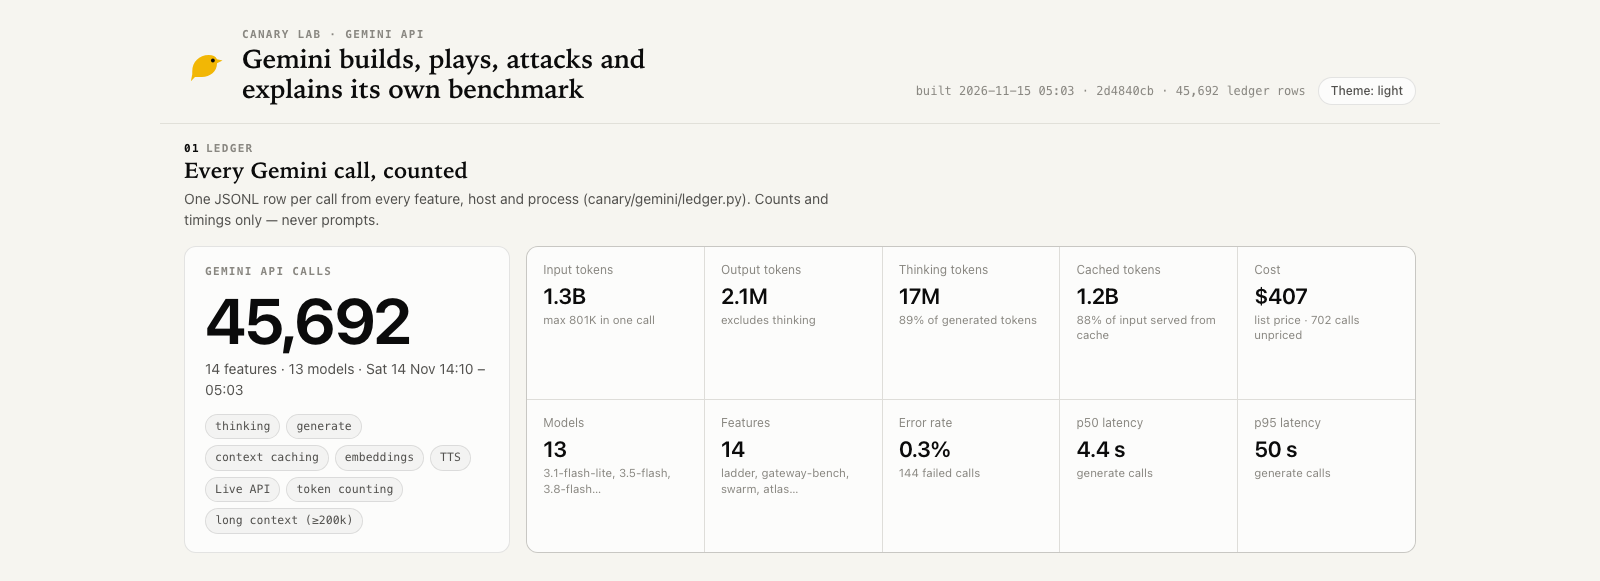 CANARY LAB · GEMINI API
Gemini builds, plays, attacks and
explains its own benchmark
built 2026-11-15 05:03 · 2d4840cb · 45,692 ledger rows
Theme: light
01 LEDGER
Every Gemini call, counted
One JSONL row per call from every feature, host and process (canary/gemini/ledger.py). Counts and
timings only — never prompts.
GEMINI API CALLS
45,692
14 features · 13 models · Sat 14 Nov 14:10 –
05:03
thinking
generate
context caching
embeddings
TTS
Live API
token counting
long context (≥200k)
Input tokens
1.3B
max 801K in one call
Output tokens
2.1M
excludes thinking
Thinking tokens
17M
89% of generated tokens
Cached tokens
1.2B
88% of input served from
cache
Cost
$407
list price · 702 calls
unpriced
Models
13
3.1-flash-lite, 3.5-flash,
3.8-flash…
Features
14
ladder, gateway-bench,
swarm, atlas…
Error rate
0.3%
144 failed calls
p50 latency
4.4 s
generate calls
p95 latency
50 s
generate calls